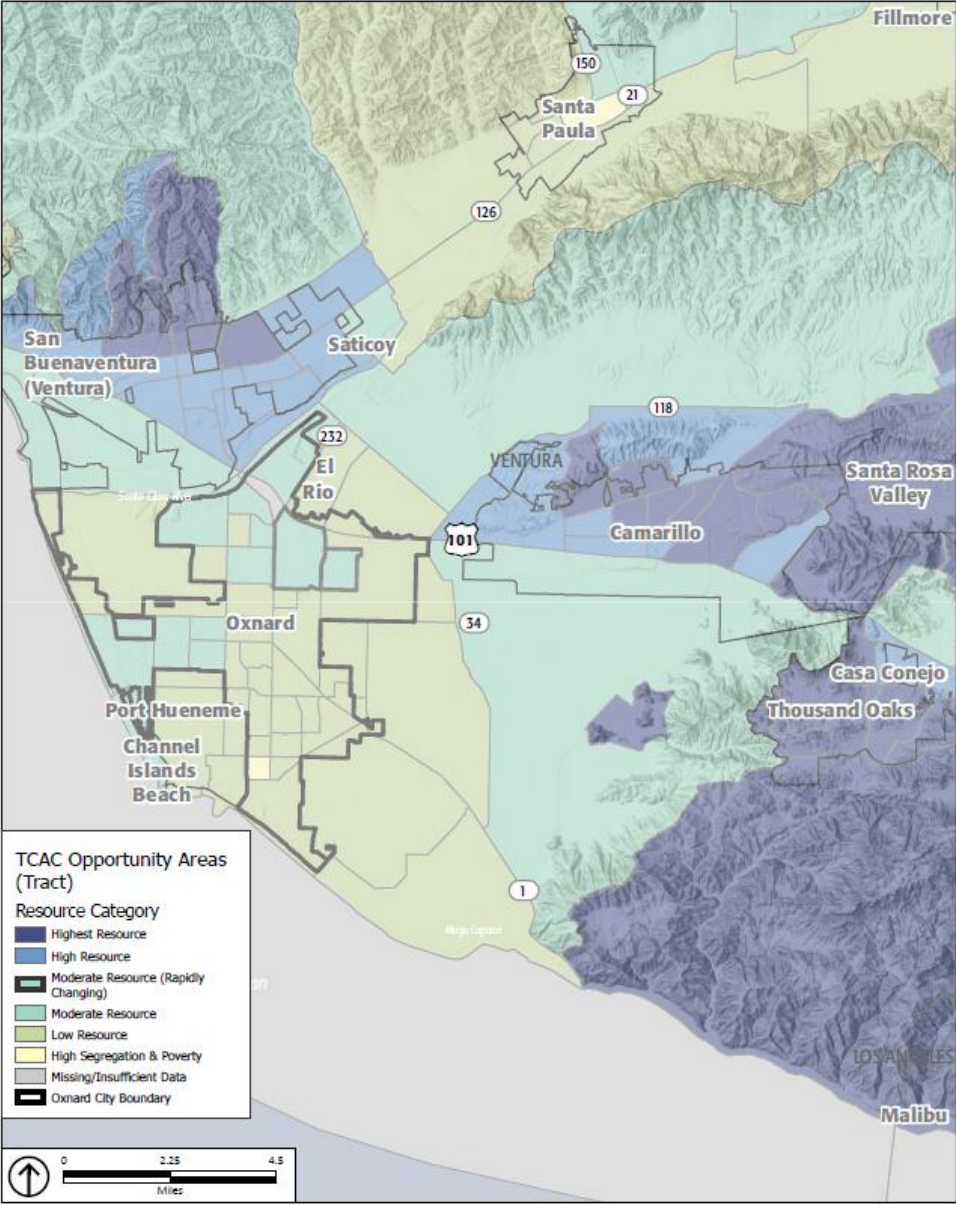 Fillmore
150
21
Santa
Paula
126
San
Buenaventura
(Ventura)
Saticoy
118
232
El
Rio
VENTURA
Santa Rosa
Valley
101
Camarillo
Oxnard
34
Casa Conejo
Port Hueneme
Thousand Oaks
Channel
Islands
Beach
TCAC Opportunity Areas
(Tract)
Resource Category
Highest Resource
High Resource
Moderate Resource (Rapidly
Changing)
Moderate Resource
Low Resource
High Segregation & Poverty
Missing/Insufficient Data
Oxnard City Boundary
1
LOS ANGELES
Malibu
0 2.25 4.5
Miles